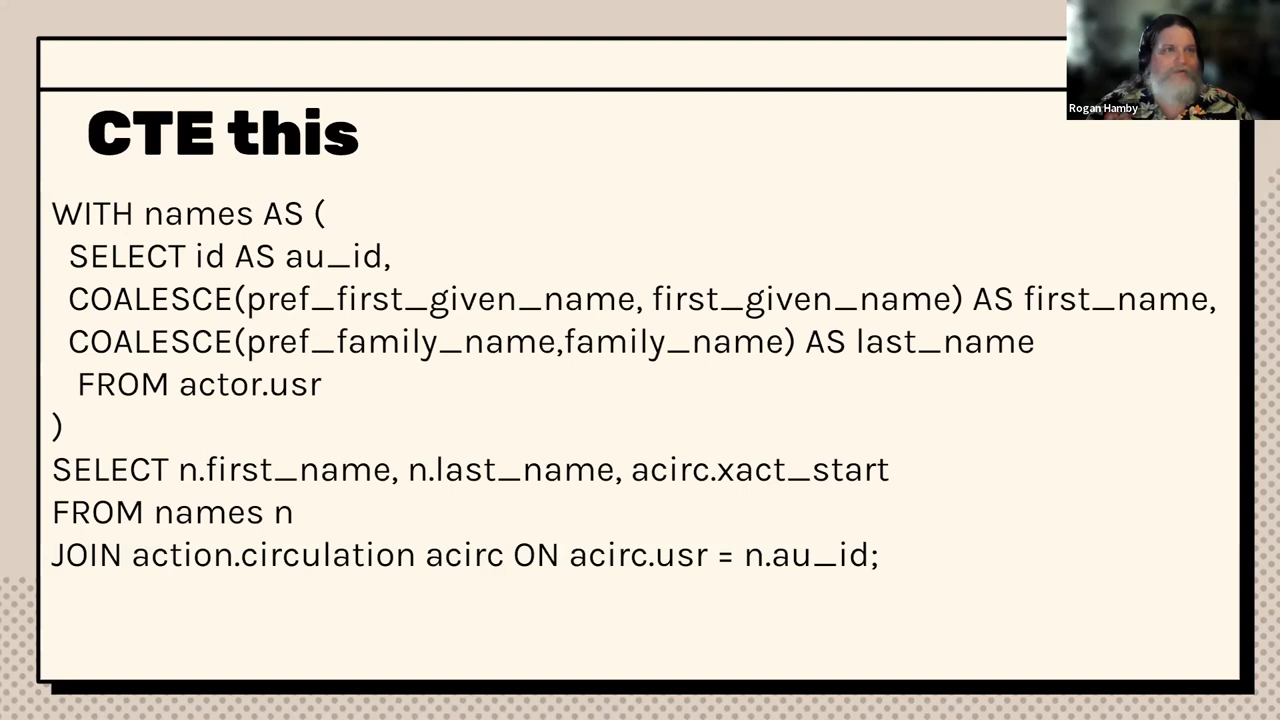 Rogan Hamby
CTE this
WITH names AS (
SELECT id AS au_id,
COALESCE(pref_first_given_name, first_given_name) AS first_name,
COALESCE(pref_family_name,family_name) AS last_name
FROM actor.usr
)
SELECT n.first_name, n.last_name, acirc.xact_start
FROM names n
JOIN action.circulation acirc ON acirc.usr = n.au_id;